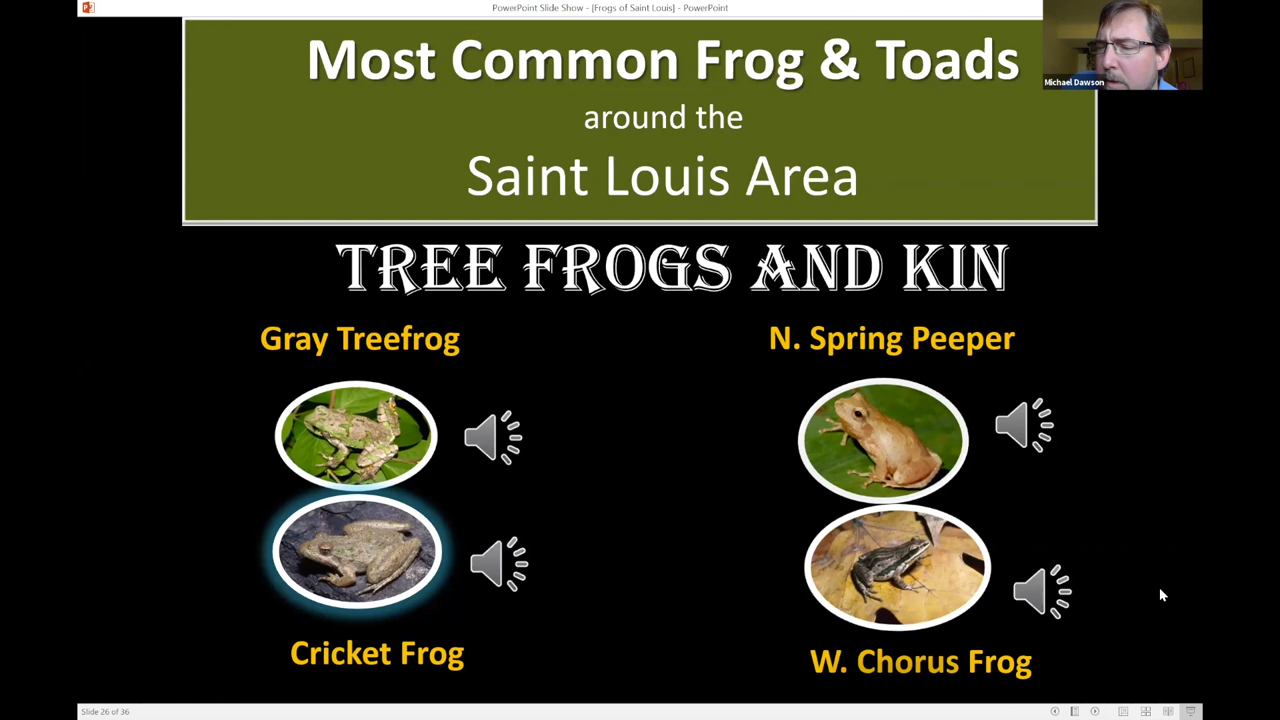 PowerPoint Slide Show - [Frogs of Saint Louis] - PowerPoint
Most Common Frog & Toads
around the
Saint Louis Area
Michael Dawson
TREE FROGS AND KIN
Gray Treefrog
N. Spring Peeper
Cricket Frog
W. Chorus Frog
Slide 26 of 36